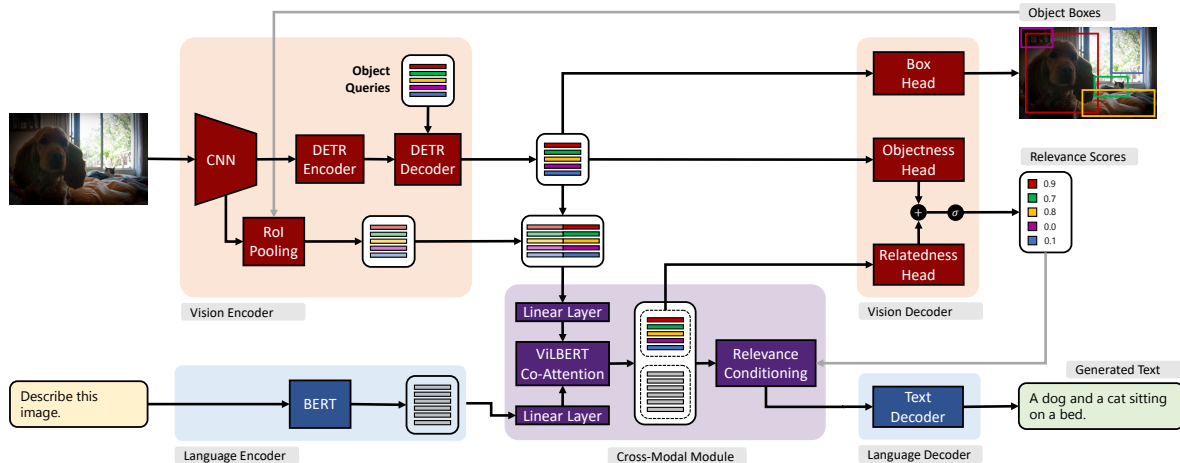 Object Boxes
Object
Queries
Box
Head
CNN
DETR
Encoder
DETR
Decoder
Objectness
Head
Relevance Scores
0.9
0.7
0.8
0.0
0.1
+
σ
RoI
Pooling
Relatedness
Head
Vision Encoder
Linear Layer
Vision Decoder
ViLBERT
Co-Attention
Relevance
Conditioning
Generated Text
Describe this
image.
BERT
Linear Layer
Text
Decoder
A dog and a cat sitting
on a bed.
Language Encoder
Cross-Modal Module
Language Decoder